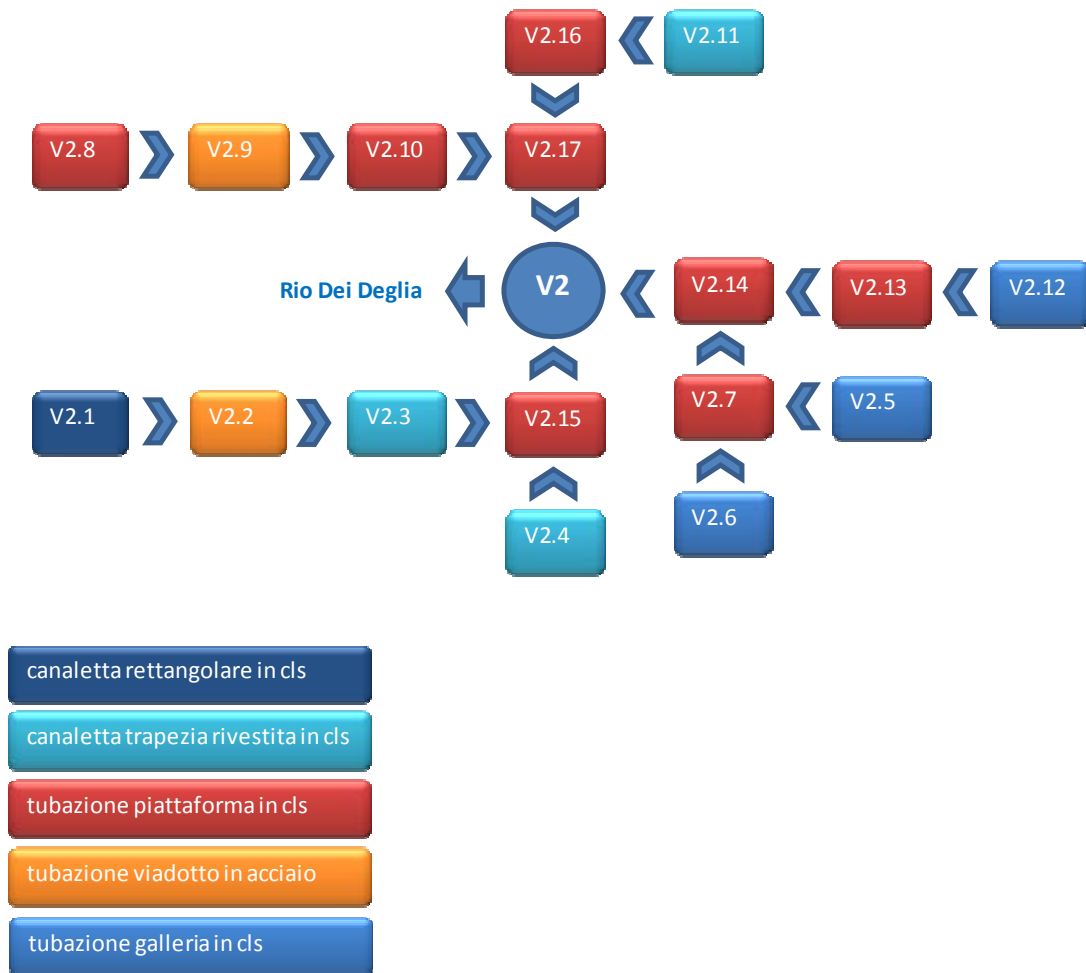 V2.16
V2.11
V2.8
V2.9
V2.10
V2.17
Rio Dei Deglia
V2
V2.14
V2.13
V2.12
V2.1
V2.2
V2.3
V2.15
V2.7
V2.5
V2.4
V2.6
canaletta rettangolare in cls
canaletta trapezia rivestita in cls
tubazione piattaforma in cls
tubazione viadotto in acciaio
tubazione galleria in cls